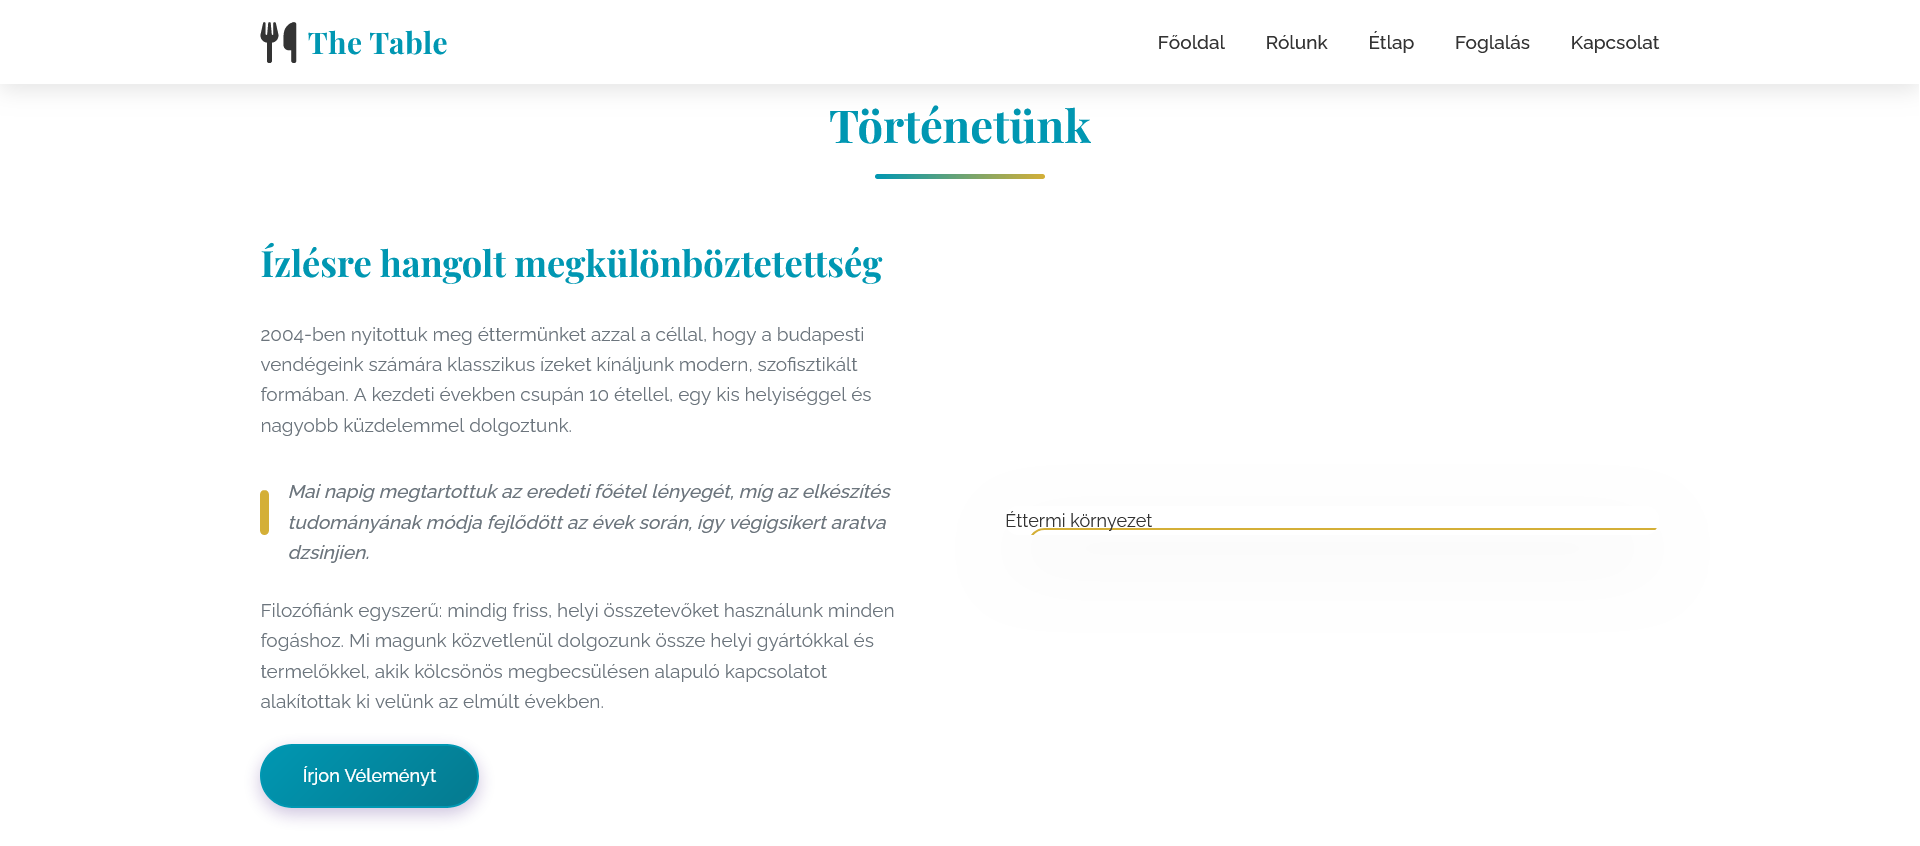 The Table
Főoldal
Rólunk
Étlap
Foglalás
Kapcsolat
Történetünk
Ízlésre hangolt megkülönböztetettség
2004-ben nyitottuk meg éttermünket azzal a céllal, hogy a budapesti
vendégeink számára klasszikus ízeket kínáljunk modern, szofisztikált
formában. A kezdeti években csupán 10 étellel, egy kis helyiséggel és
nagyobb küzdelemmel dolgoztunk.
Mai napig megtartottuk az eredeti főétel lényegét, míg az elkészítés
tudományának módja fejlődött az évek során, így végigsikert aratva
dzsinjien.
Éttermi környezet
Filozófiánk egyszerű: mindig friss, helyi összetevőket használunk minden
fogáshoz. Mi magunk közvetlenül dolgozunk össze helyi gyártókkal és
termelőkkel, akik kölcsönös megbecsülésen alapuló kapcsolatot
alakítottak ki velünk az elmúlt években.
Írjon Véleményt